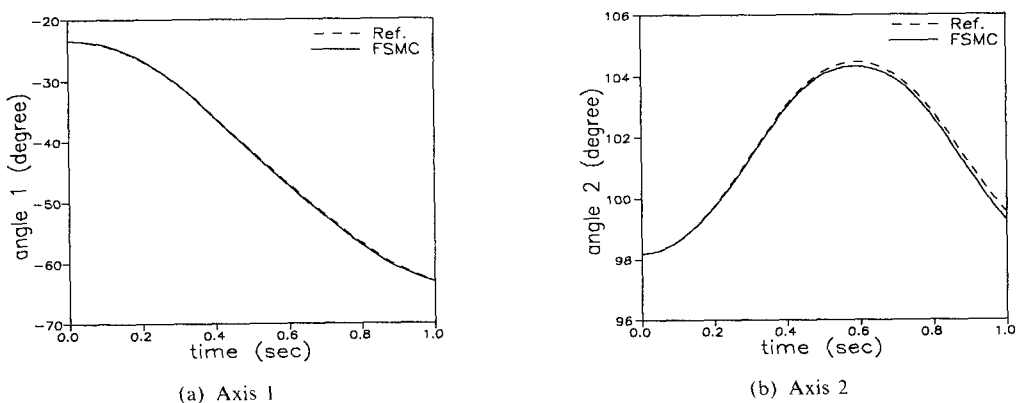 -20
-30
-40
-50
-60
-70
angle 1 (degree)
Ref.
FSMC
0.0 0.2 0.4 0.6 0.8 1.0
time (sec)
(a) Axis 1
106
104
102
100
98
96
angle 2 (degree)
Ref.
FSMC
0.0 0.2 0.4 0.6 0.8 1.0
time (sec)
(b) Axis 2